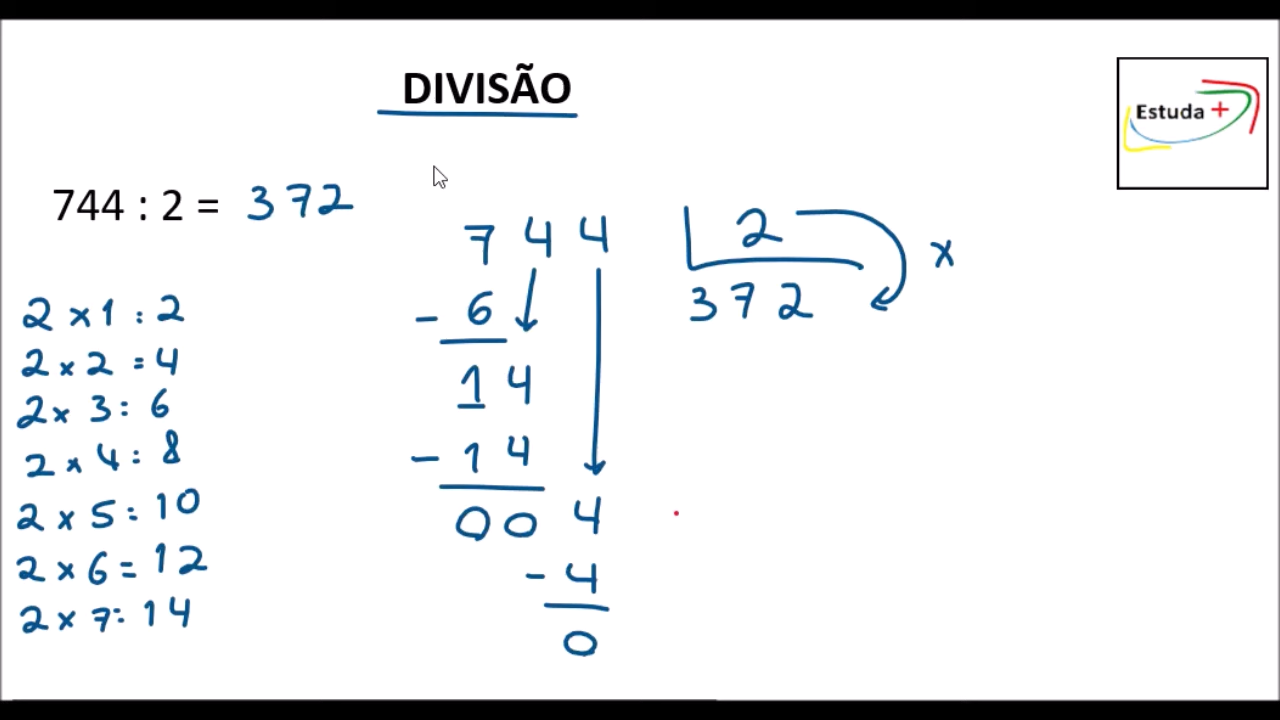 DIVISÃO
Estuda +
744 : 2 = 372
2 x 1 : 2
2 x 2 = 4
2 x 3 : 6
2 x 4 : 8
2 x 5 : 10
2 x 6 = 12
2 x 7 : 14
7 4 4 2
- 6 372 x
1 4
- 1 4
0 0 4
- 4
0